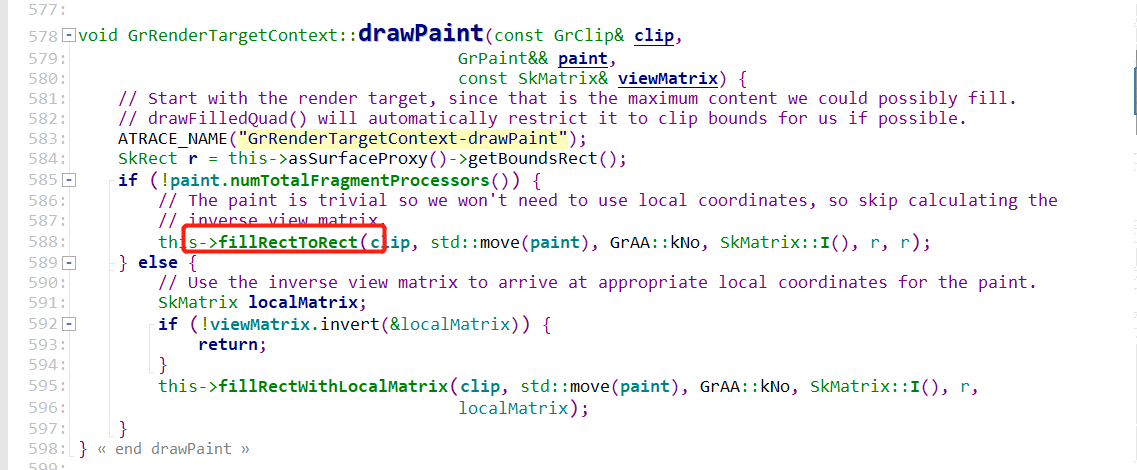 577:
578: void GrRenderTargetContext::drawPaint(const GrClip& clip,
579: GrPaint&& paint,
580: const SkMatrix& viewMatrix) {
581: // Start with the render target, since that is the maximum content we could possibly fill.
582: // drawFilledQuad() will automatically restrict it to clip bounds for us if possible.
583: ATRACE_NAME("GrRenderTargetContext-drawPaint");
584: SkRect r = this->asSurfaceProxy()->getBoundsRect();
585: if (!paint.numTotalFragmentProcessors()) {
586: // The paint is trivial so we won't need to use local coordinates, so skip calculating the
587: // inverse view matrix.
588: this->fillRectToRect(clip, std::move(paint), GrAA::kNo, SkMatrix::I(), r, r);
589: } else {
590: // Use the inverse view matrix to arrive at appropriate local coordinates for the paint.
591: SkMatrix localMatrix;
592: if (!viewMatrix.invert(&localMatrix)) {
593: return;
594: }
595: this->fillRectWithLocalMatrix(clip, std::move(paint), GrAA::kNo, SkMatrix::I(), r,
596: localMatrix);
597: }
598: } « end drawPaint »
599: